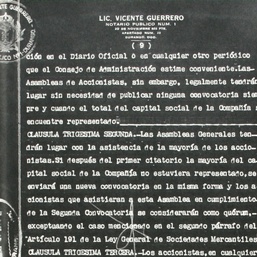 LIC. VICENTE GUERRERO
NOTARIO PUBLICO NUM. 1
DURANGO, DGO.
( 9 )
ción en el Diario Oficial o en cualquier otro periódico
que el Consejo de Administración estime conveniente.Las-
Asambleas de Accionistas, sin embargo, legalmente tendrán
lugar sin necesidad de publicar ninguna convocatoria siem
pre y cuando el total del capital social de la Compañía s
encuentre representado.
CLAUSULA TRIGESIMA SEGUNDA.-Las Asambleas Generales ten-
drán lugar con la asistencia de la mayoría de los accio-
nistas.Si después del primer citatorio la mayoría del ca-
pital social de la Compañía no estuviera representado,se
enviará una nueva convocatoria en la misma forma y los a
cionistas que asistieran a esta Asamblea en cumplimiento
de la Segunda Convocatoria se considerarán como quórum,-
exceptuando el caso mencionado en el segundo párrafo del
Artículo 191 de la Ley General de Sociedades Mercantiles
CLAUSULA TRIGESIMA TERCERA.-Los accionistas,en cualquier